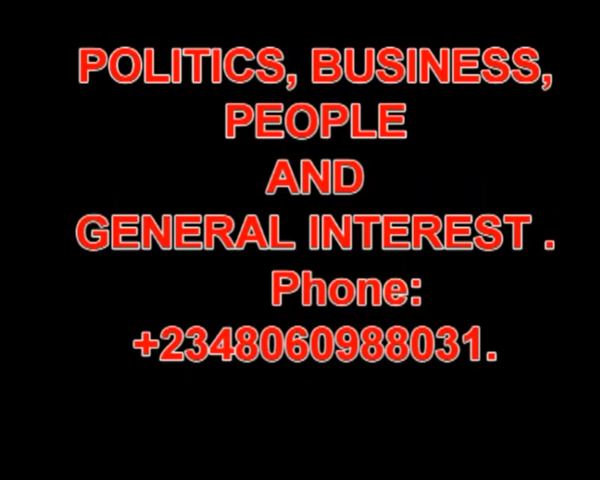 POLITICS, BUSINESS,
PEOPLE
AND
GENERAL INTEREST .
Phone:
+2348060988031.